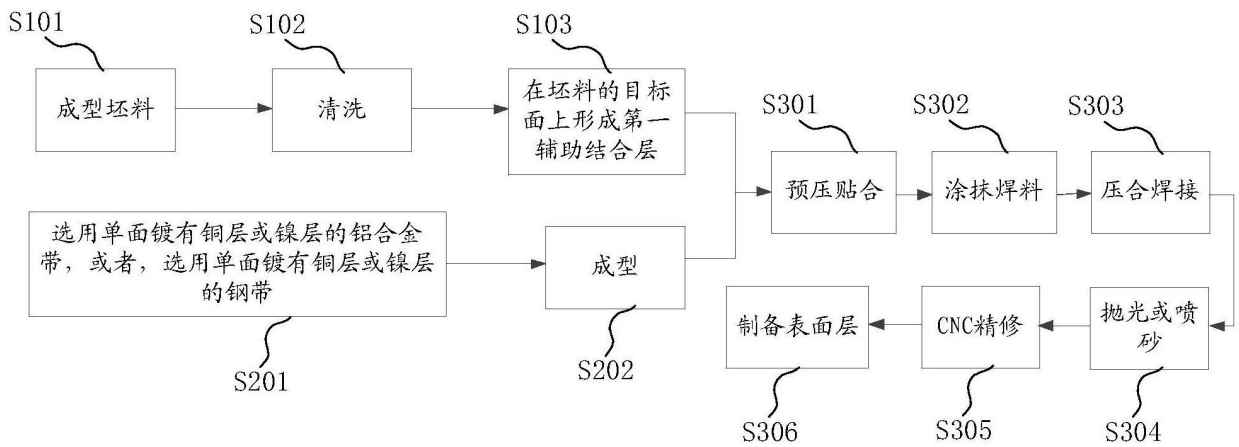 S101
S102
S103
成型坯料
清洗
在坯料的目标
面上形成第一
辅助结合层
S301
S302
S303
预压贴合
涂抹焊料
压合焊接
选用单面镀有铜层或镍层的铝合金
带，或者，选用单面镀有铜层或镍层
的钢带
成型
S201
S202
制备表面层
CNC精修
抛光或喷
砂
S306
S305
S304